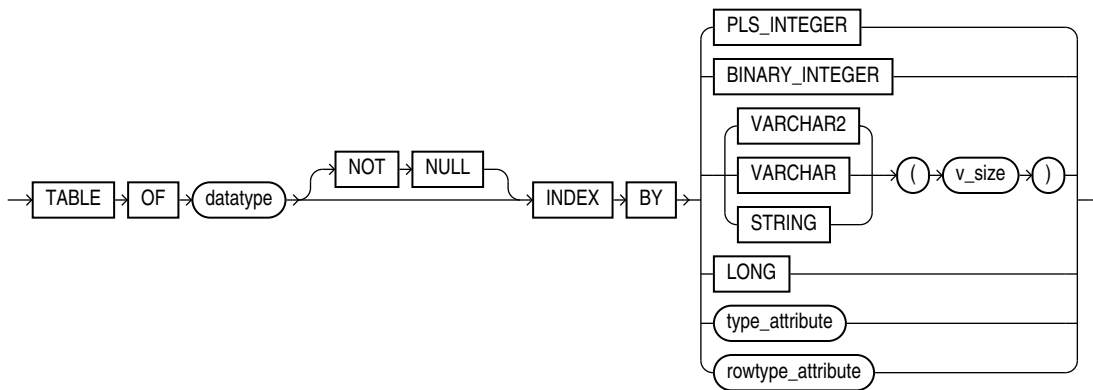 PLS_INTEGER
BINARY_INTEGER
VARCHAR2
NOT NULL
TABLE OF datatype INDEX BY VARCHAR ( v_size )
STRING
LONG
type_attribute
rowtype_attribute